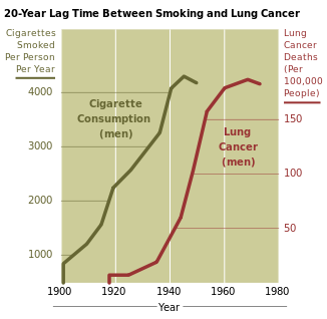 20-Year Lag Time Between Smoking and Lung Cancer
Cigarettes
Smoked
Per Person
Per Year
Lung
Cancer
Deaths
(Per
100,000
People)
4000
3000
2000
1000
150
100
50
Cigarette
Consumption
(men)
Lung
Cancer
(men)
1900 1920 1940 1960 1980
Year